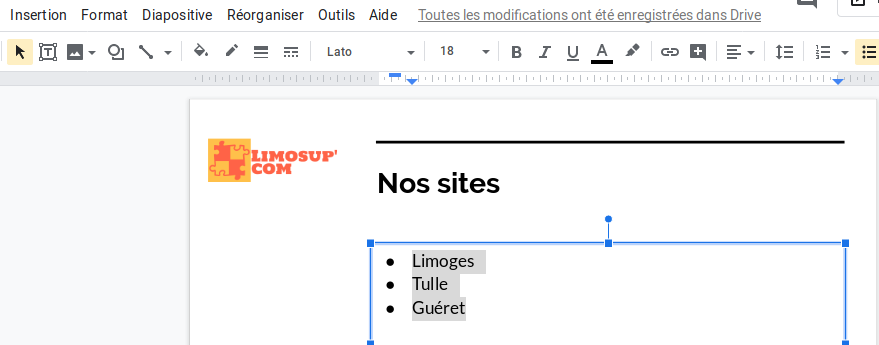 Insertion Format Diapositive Réorganiser Outils Aide Toutes les modifications ont été enregistrées dans Drive
Lato 18 B I U A
LIMOSUP'
COM
Nos sites
● Limoges
● Tulle
● Guéret